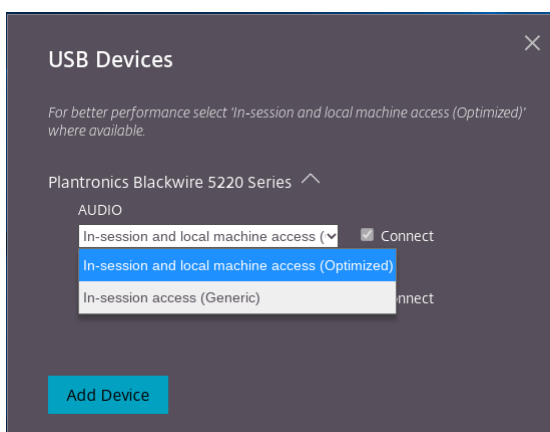 USB Devices
For better performance select 'In-session and local machine access (Optimized)'
where available.
Plantronics Blackwire 5220 Series
AUDIO
In-session and local machine access (
Connect
In-session and local machine access (Optimized)
In-session access (Generic)
nnect
Add Device